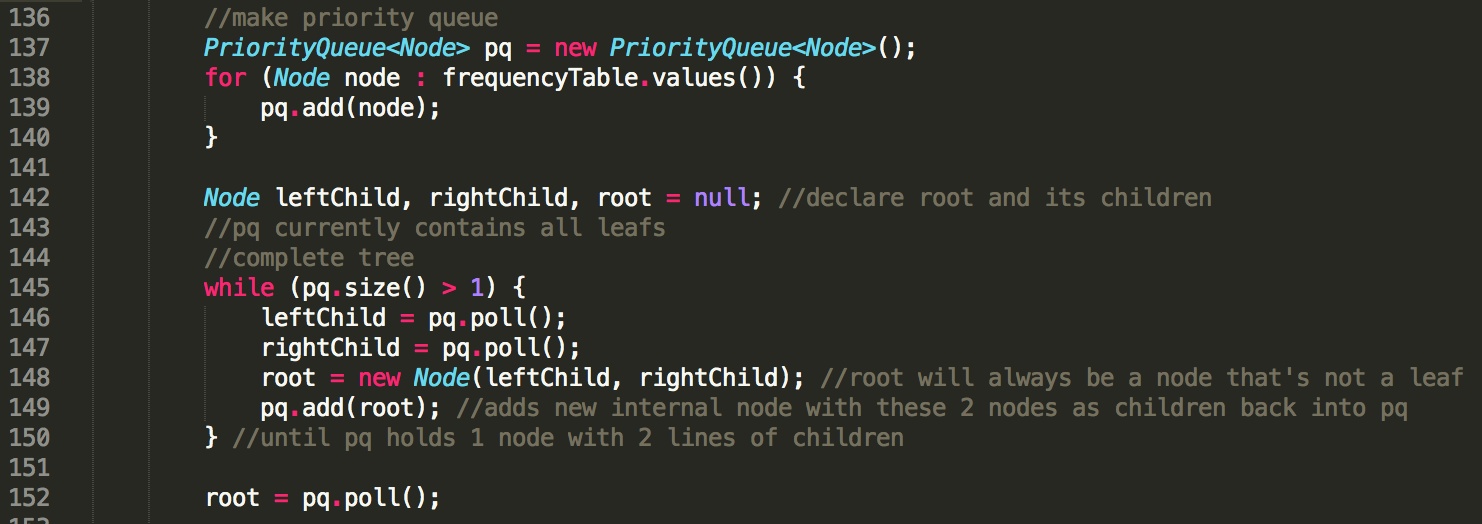 136 //make priority queue
137 PriorityQueue<Node> pq = new PriorityQueue<Node>();
138 for (Node node : frequencyTable.values()) {
139     pq.add(node);
140 }
141
142 Node leftChild, rightChild, root = null; //declare root and its children
143 //pq currently contains all leafs
144 //complete tree
145 while (pq.size() > 1) {
146     leftChild = pq.poll();
147     rightChild = pq.poll();
148     root = new Node(leftChild, rightChild); //root will always be a node that's not a leaf
149     pq.add(root); //adds new internal node with these 2 nodes as children back into pq
150 } //until pq holds 1 node with 2 lines of children
151
152 root = pq.poll();